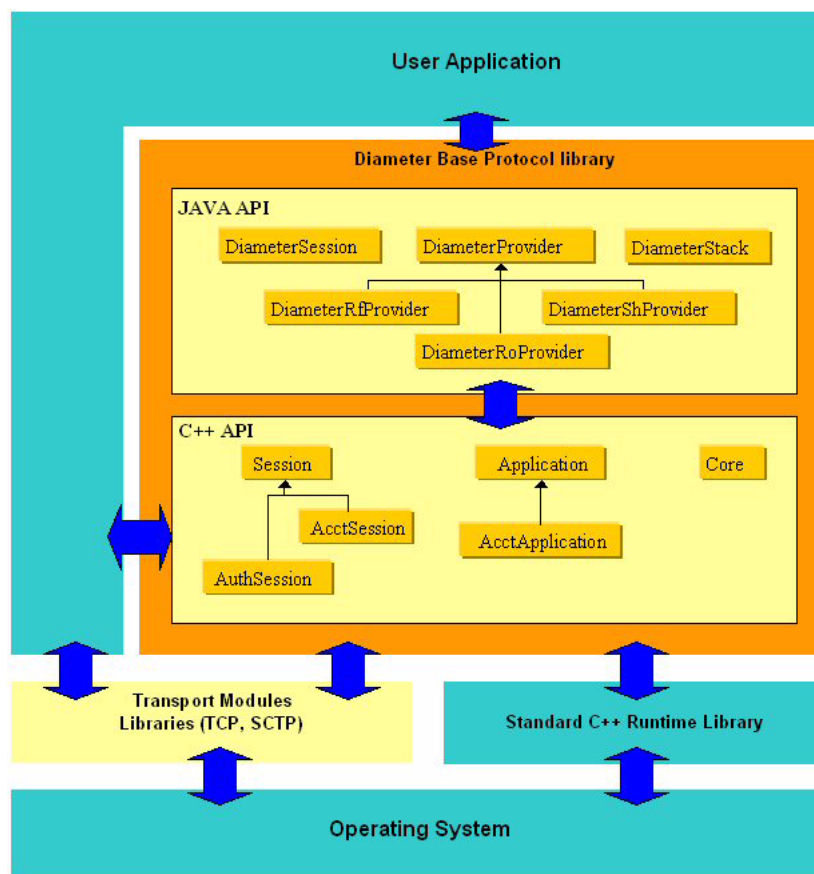 User Application
Diameter Base Protocol library
JAVA API
DiameterSession
DiameterProvider
DiameterStack
DiameterRfProvider
DiameterShProvider
DiameterRoProvider
C++ API
Session
Application
Core
AcctSession
AcctApplication
AuthSession
Transport Modules
Libraries (TCP, SCTP)
Standard C++ Runtime Library
Operating System